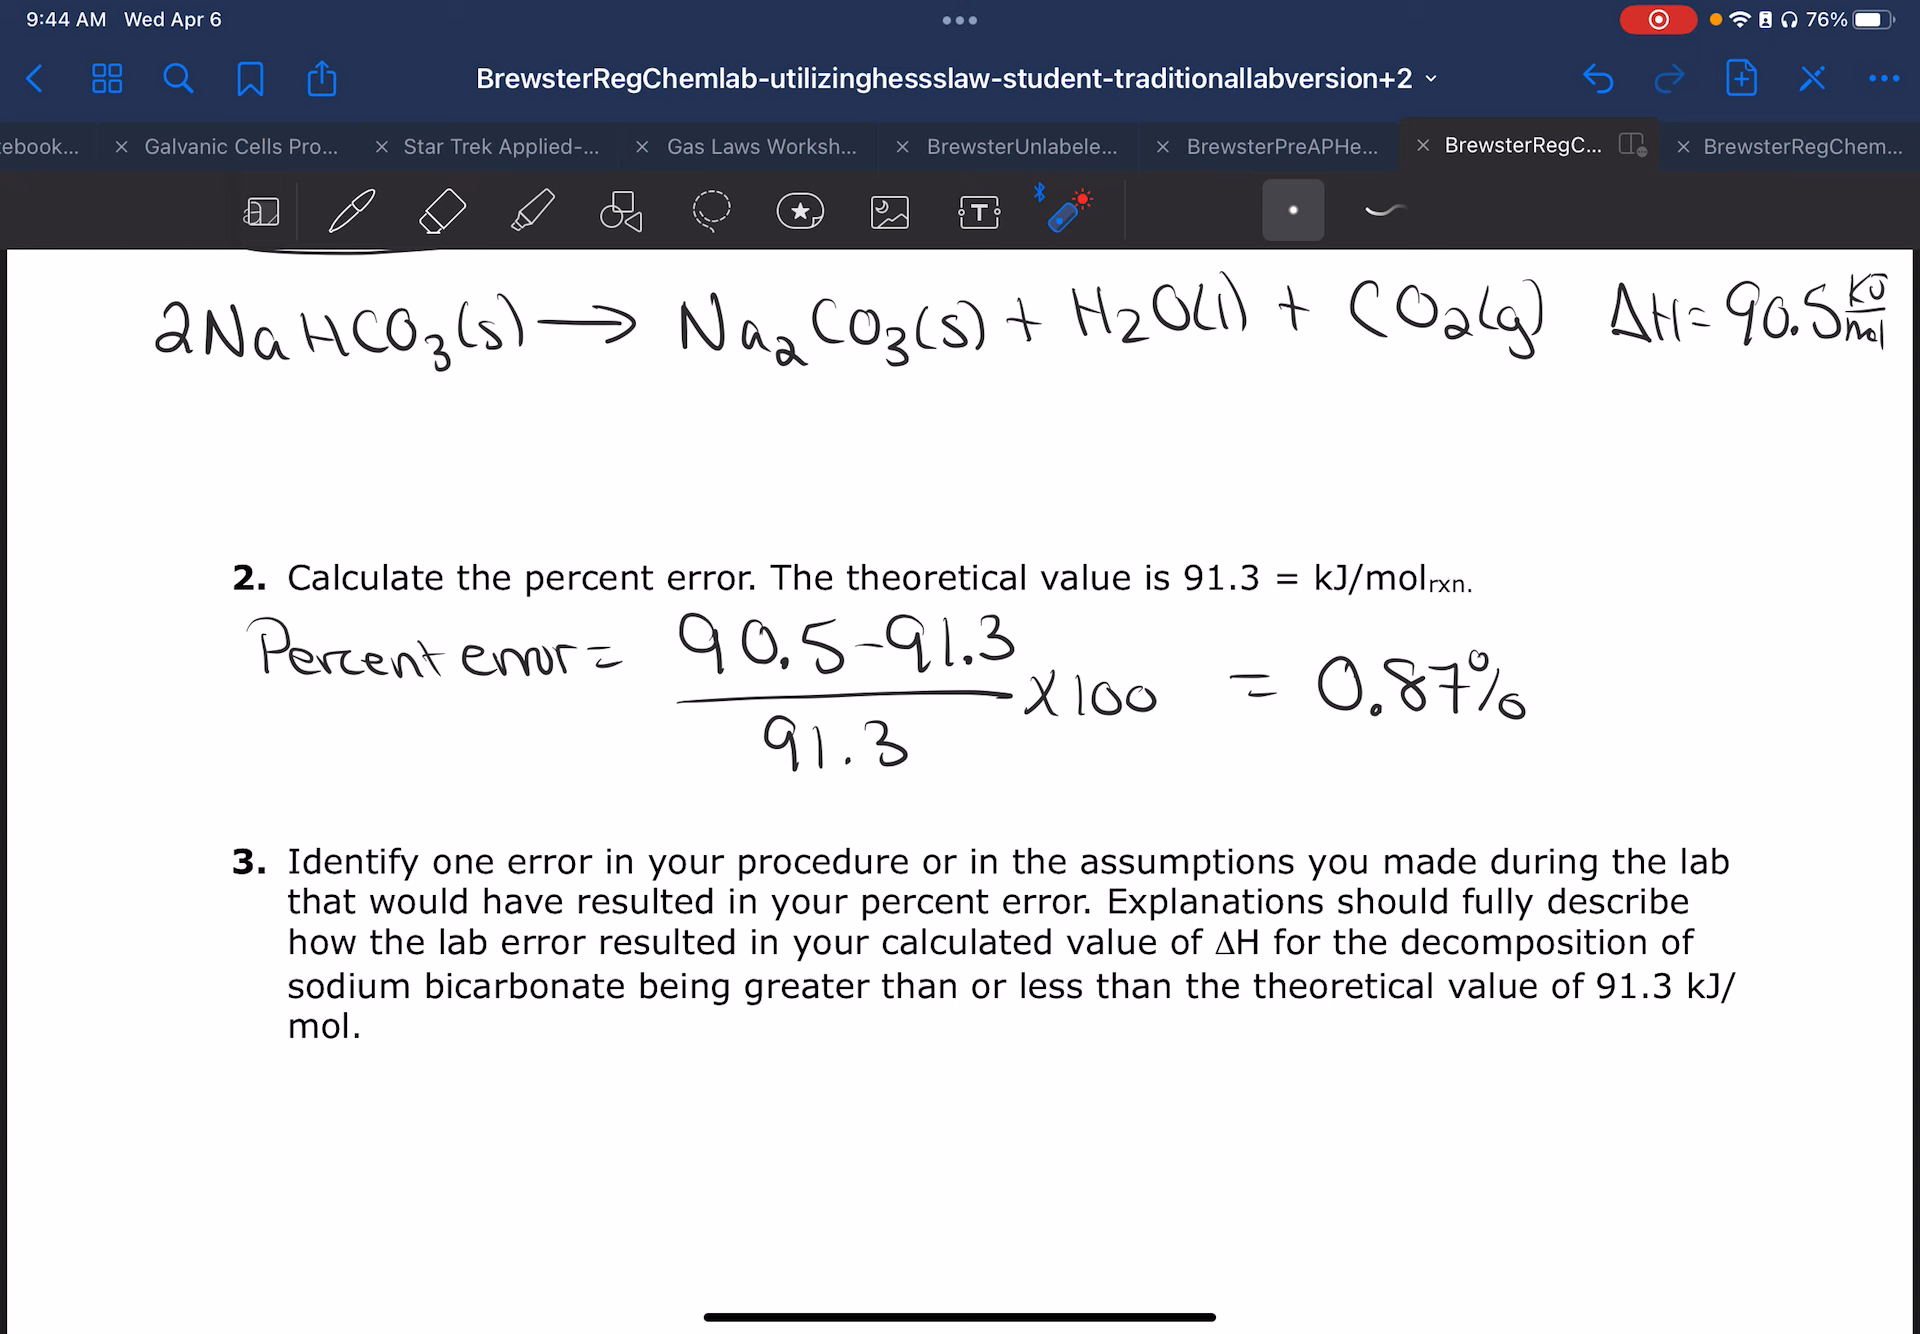 9:44 AM Wed Apr 6
76%
BrewsterRegChemlab-utilizinghessslaw-student-traditionallabversion+2
ebook... × Galvanic Cells Pro... × Star Trek Applied-... × Gas Laws Worksh... × BrewsterUnlabele... × BrewsterPreAPHe... × BrewsterRegC... × BrewsterRegChem...
2NaHCO₃(s) → Na₂CO₃(s) + H₂O(l) + CO₂(g) ΔH = 90.5 kJ/mol
2. Calculate the percent error. The theoretical value is 91.3 = kJ/molrxn.
Percent error = 90.5-91.3
x 100 = 0.87%
91.3
3. Identify one error in your procedure or in the assumptions you made during the lab
that would have resulted in your percent error. Explanations should fully describe
how the lab error resulted in your calculated value of ΔH for the decomposition of
sodium bicarbonate being greater than or less than the theoretical value of 91.3 kJ/
mol.